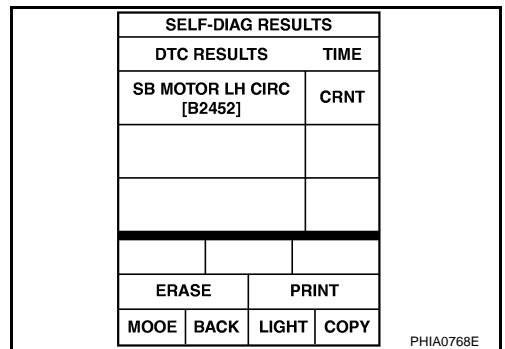 SELF-DIAG RESULTS
DTC RESULTS TIME
SB MOTOR LH CIRC CRNT
[B2452]
ERASE PRINT
MOOE BACK LIGHT COPY
PHIA0768E